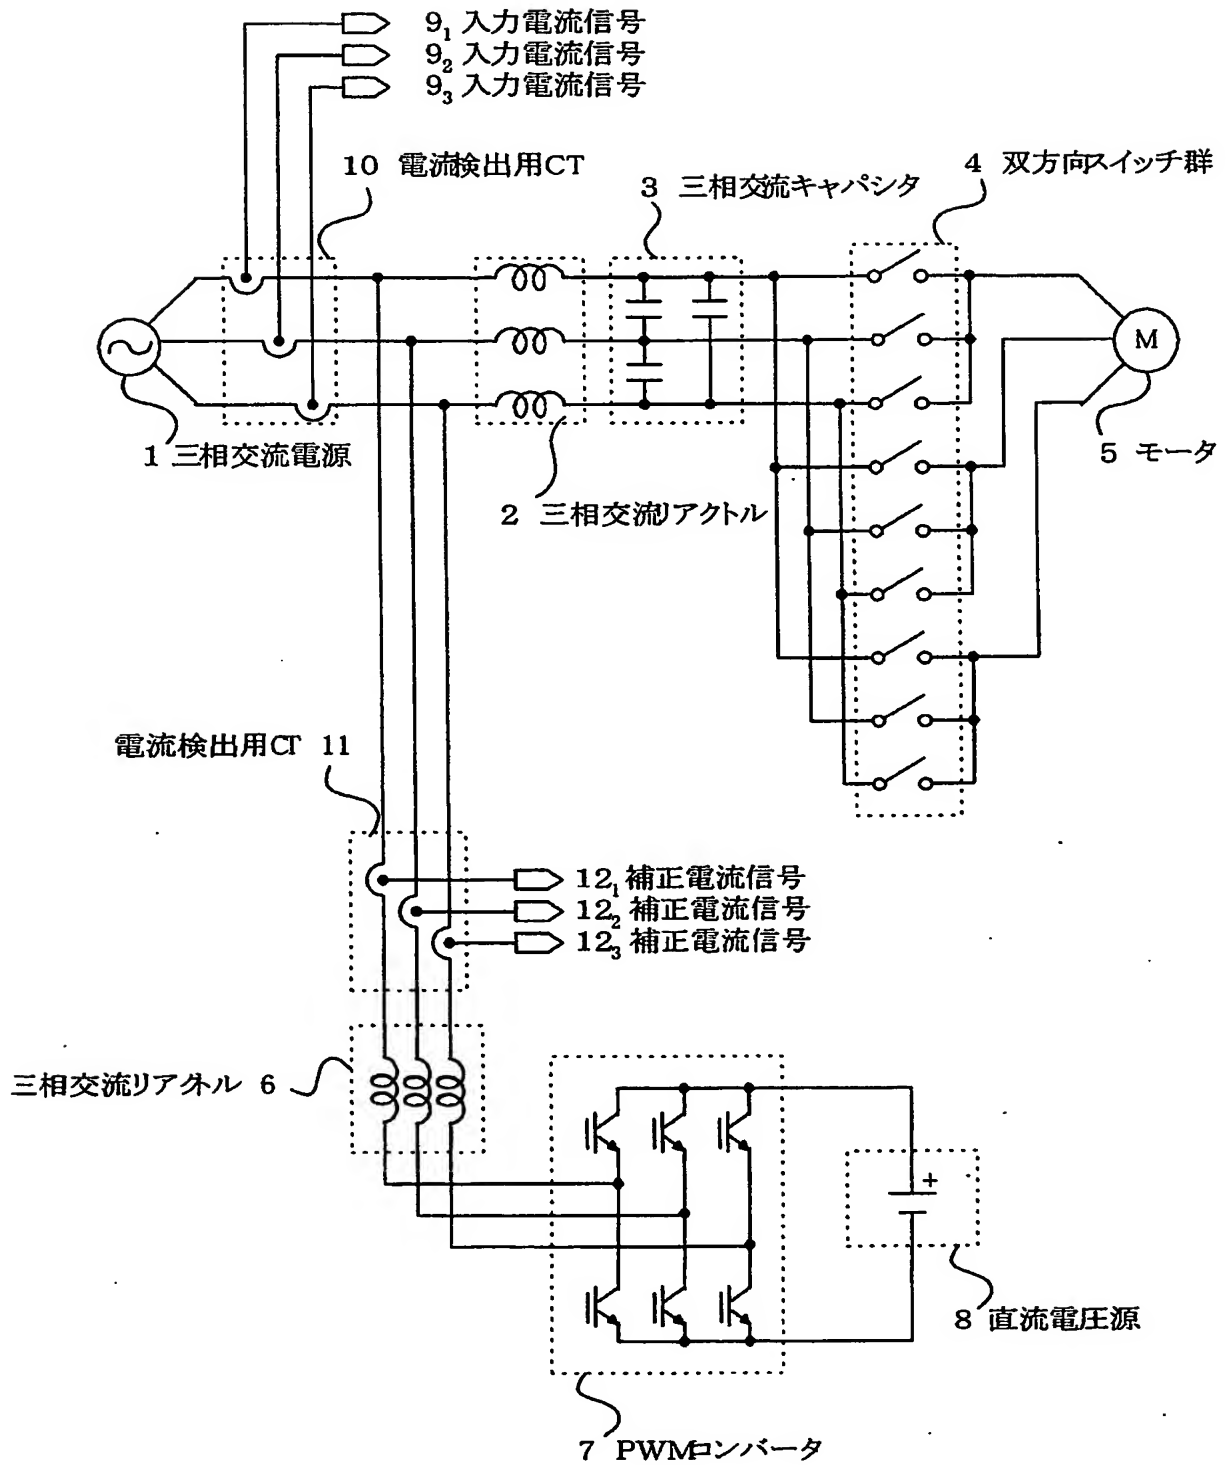 9₁ 入力電流信号
9₂ 入力電流信号
9₃ 入力電流信号
10 電流検出用CT
4 双方向スイッチ群
3 三相交流キャパシタ
M
1 三相交流電源
5 モータ
2 三相交流リアクトル
電流検出用CT 11
12₁ 補正電流信号
12₂ 補正電流信号
12₃ 補正電流信号
三相交流リアクトル 6
+
8 直流電圧源
7 PWMコンバータ